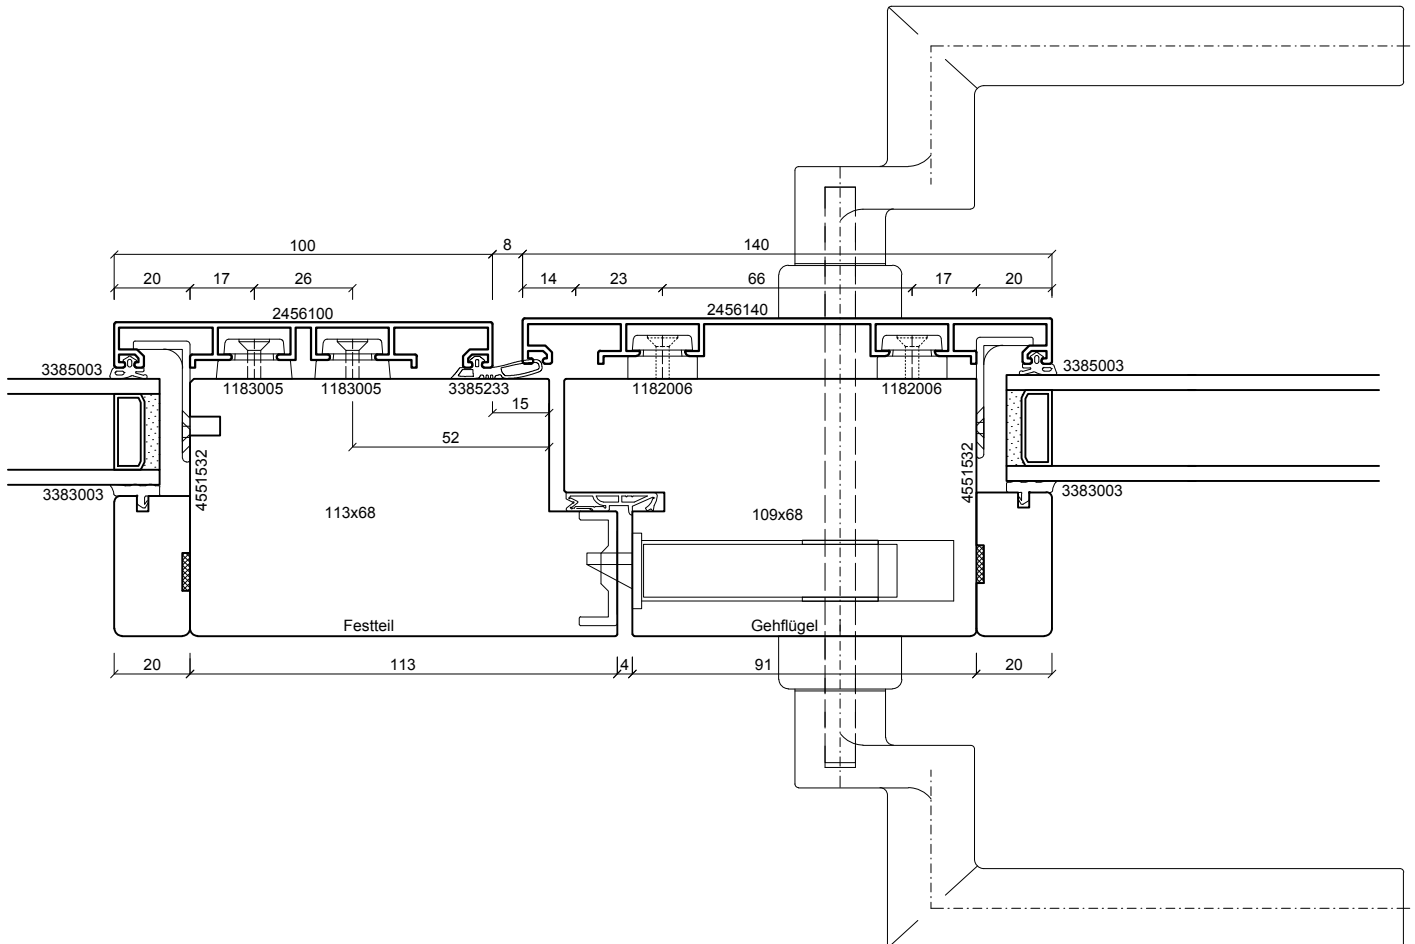 100 8 140
20 17 26 14 23 66 17 20
2456100 2456140
3385003 3385003
1183005 1183005 3385233 1182006 1182006
15
52
4551532 4551532
3383003 3383003
113x68 109x68
Festteil Gehflügel
20 113 4 91 20